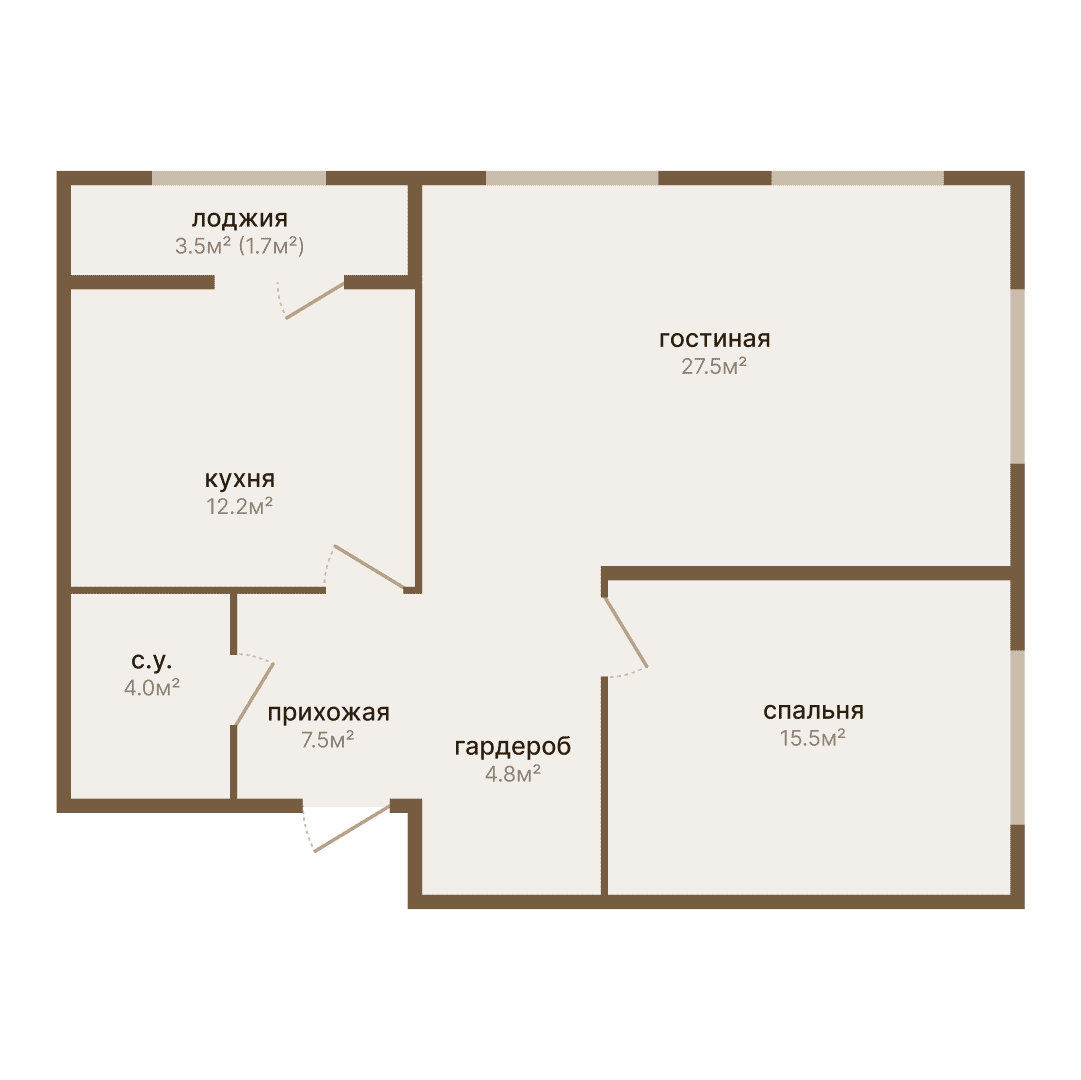 лоджия
3.5м² (1.7м²)
гостиная
27.5м²
кухня
12.2м²
с.у.
4.0м²
прихожая
7.5м²
гардероб
4.8м²
спальня
15.5м²